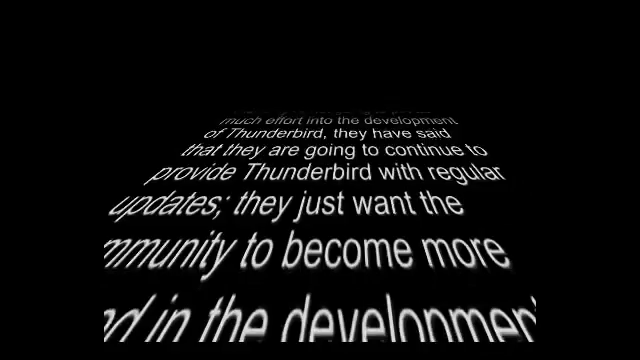 much effort into the development
of Thunderbird, they have said
that they are going to continue to
provide Thunderbird with regular
updates; they just want the
mmunity to become more
d in the developmen